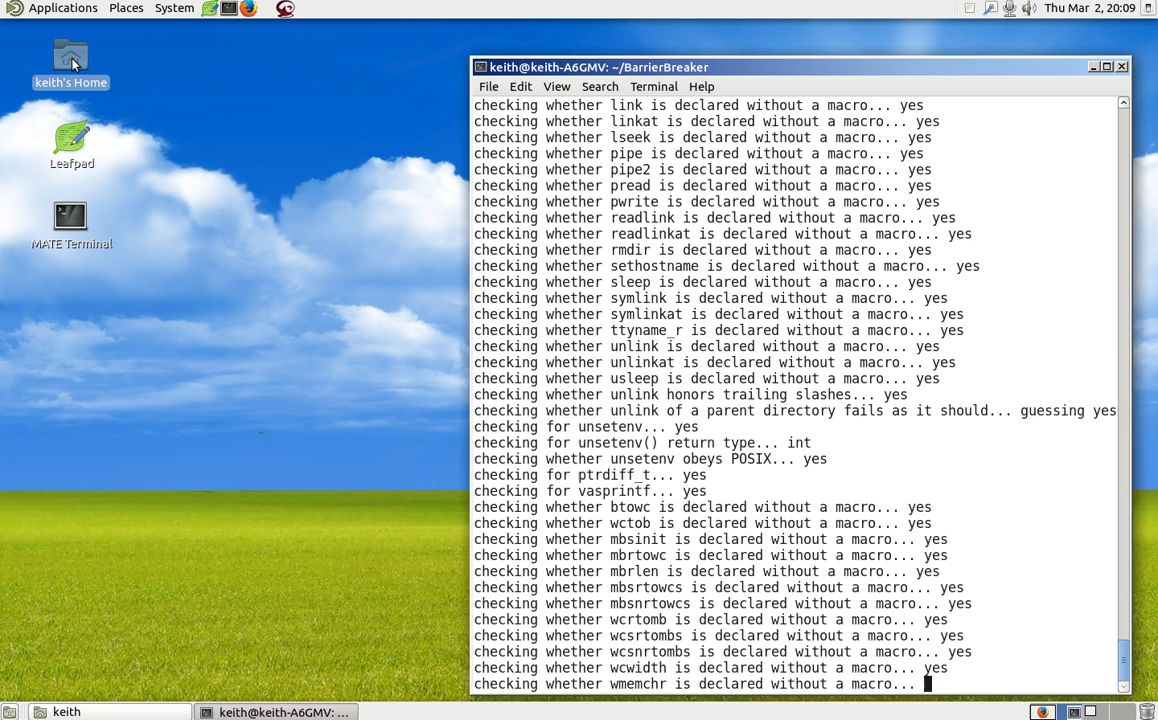 Applications Places System
Thu Mar 2, 20:09
keith's Home
Leafpad
MATE Terminal
keith@keith-A6GMV: ~/BarrierBreaker
File Edit View Search Terminal Help
checking whether link is declared without a macro... yes
checking whether linkat is declared without a macro... yes
checking whether lseek is declared without a macro... yes
checking whether pipe is declared without a macro... yes
checking whether pipe2 is declared without a macro... yes
checking whether pread is declared without a macro... yes
checking whether pwrite is declared without a macro... yes
checking whether readlink is declared without a macro... yes
checking whether readlinkat is declared without a macro... yes
checking whether rmdir is declared without a macro... yes
checking whether sethostname is declared without a macro... yes
checking whether sleep is declared without a macro... yes
checking whether symlink is declared without a macro... yes
checking whether symlinkat is declared without a macro... yes
checking whether ttyname_r is declared without a macro... yes
checking whether unlink is declared without a macro... yes
checking whether unlinkat is declared without a macro... yes
checking whether usleep is declared without a macro... yes
checking whether unlink honors trailing slashes... yes
checking whether unlink of a parent directory fails as it should... guessing yes
checking for unsetenv... yes
checking for unsetenv() return type... int
checking whether unsetenv obeys POSIX... yes
checking for ptrdiff_t... yes
checking for vasprintf... yes
checking whether btowc is declared without a macro... yes
checking whether wctob is declared without a macro... yes
checking whether mbsinit is declared without a macro... yes
checking whether mbrtowc is declared without a macro... yes
checking whether mbrlen is declared without a macro... yes
checking whether mbsrtowcs is declared without a macro... yes
checking whether mbsnrtowcs is declared without a macro... yes
checking whether wcrtomb is declared without a macro... yes
checking whether wcsrtombs is declared without a macro... yes
checking whether wcsnrtombs is declared without a macro... yes
checking whether wcwidth is declared without a macro... yes
checking whether wmemchr is declared without a macro...
keith
keith@keith-A6GMV: ...